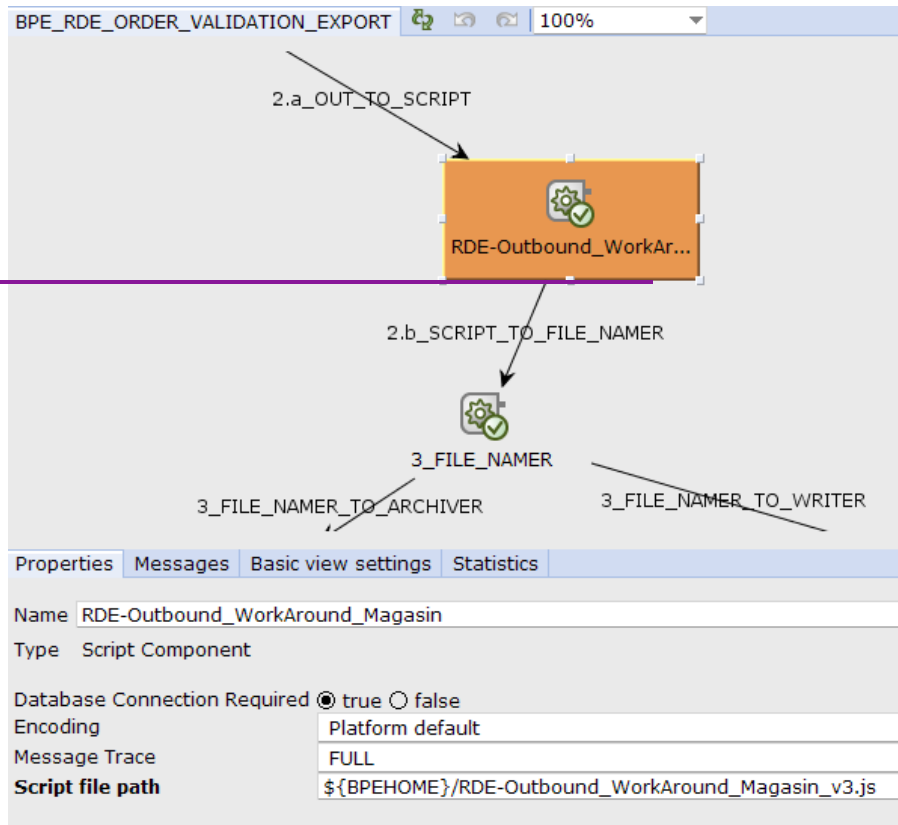 BPE_RDE_ORDER_VALIDATION_EXPORT 100%
2.a_OUT_TO_SCRIPT
RDE-Outbound_WorkAr...
2.b_SCRIPT_TO_FILE_NAMER
3_FILE_NAMER
3_FILE_NAMER_TO_ARCHIVER 3_FILE_NAMER_TO_WRITER
Properties Messages Basic view settings Statistics
Name RDE-Outbound_WorkAround_Magasin
Type Script Component
Database Connection Required true false
Encoding Platform default
Message Trace FULL
Script file path ${BPEHOME}/RDE-Outbound_WorkAround_Magasin_v3.js